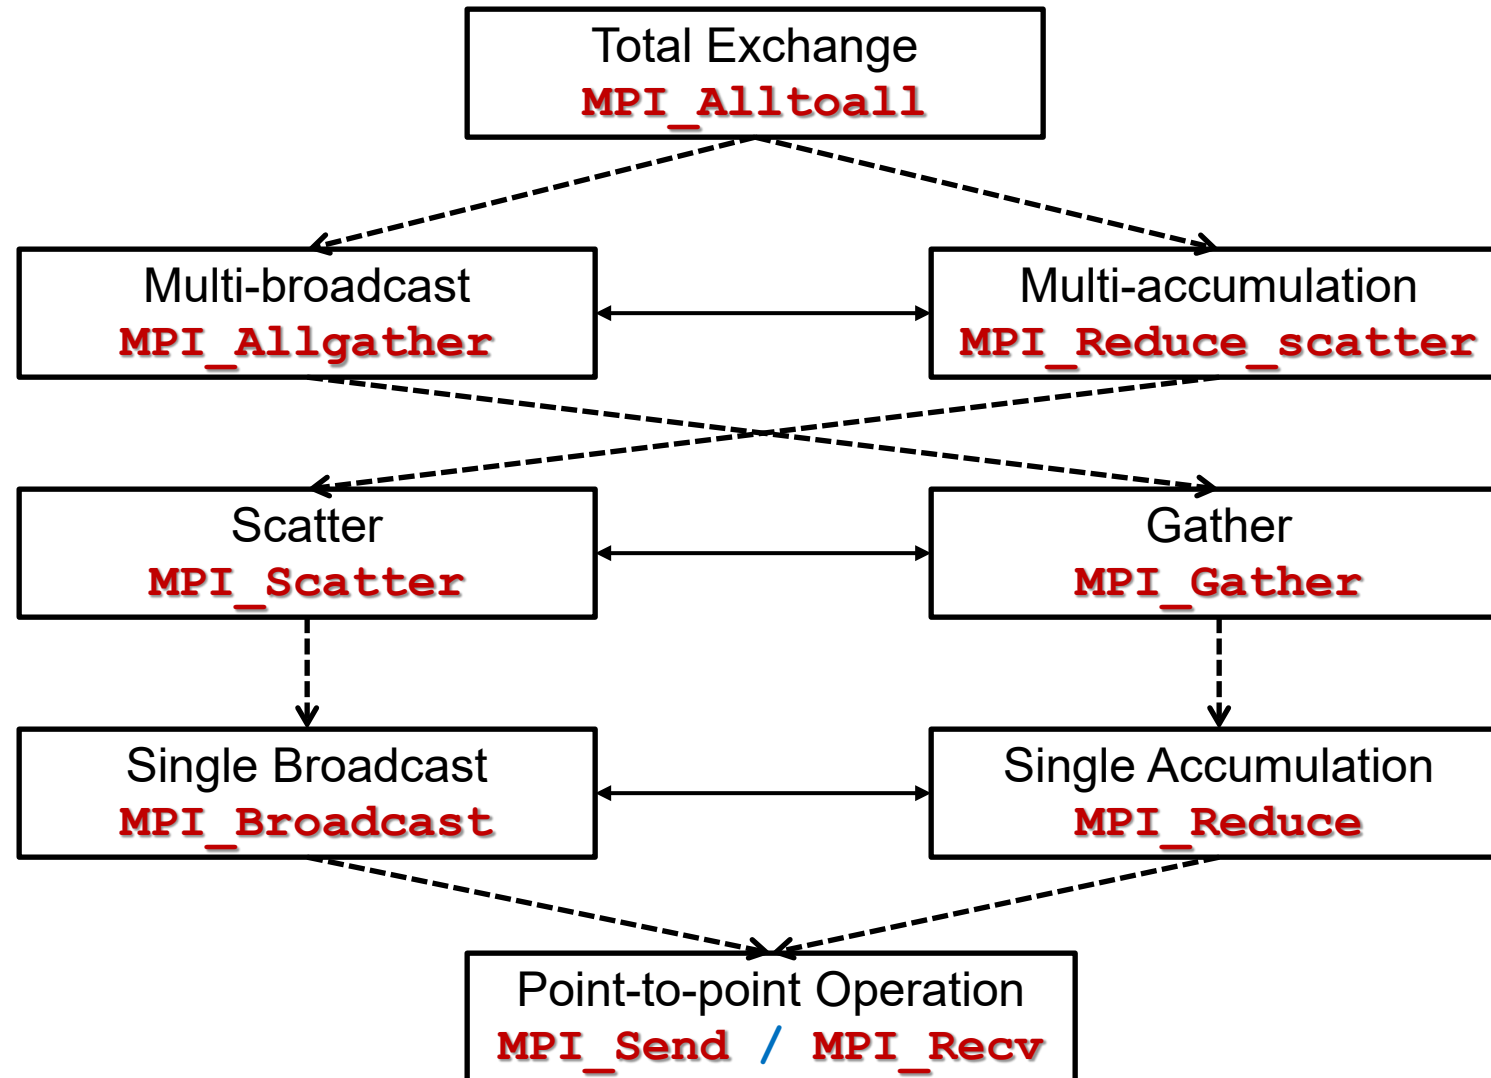 Total Exchange
MPI_Alltoall
Multi-broadcast
MPI_Allgather
Multi-accumulation
MPI_Reduce_scatter
Scatter
MPI_Scatter
Gather
MPI_Gather
Single Broadcast
MPI_Broadcast
Single Accumulation
MPI_Reduce
Point-to-point Operation
MPI_Send / MPI_Recv